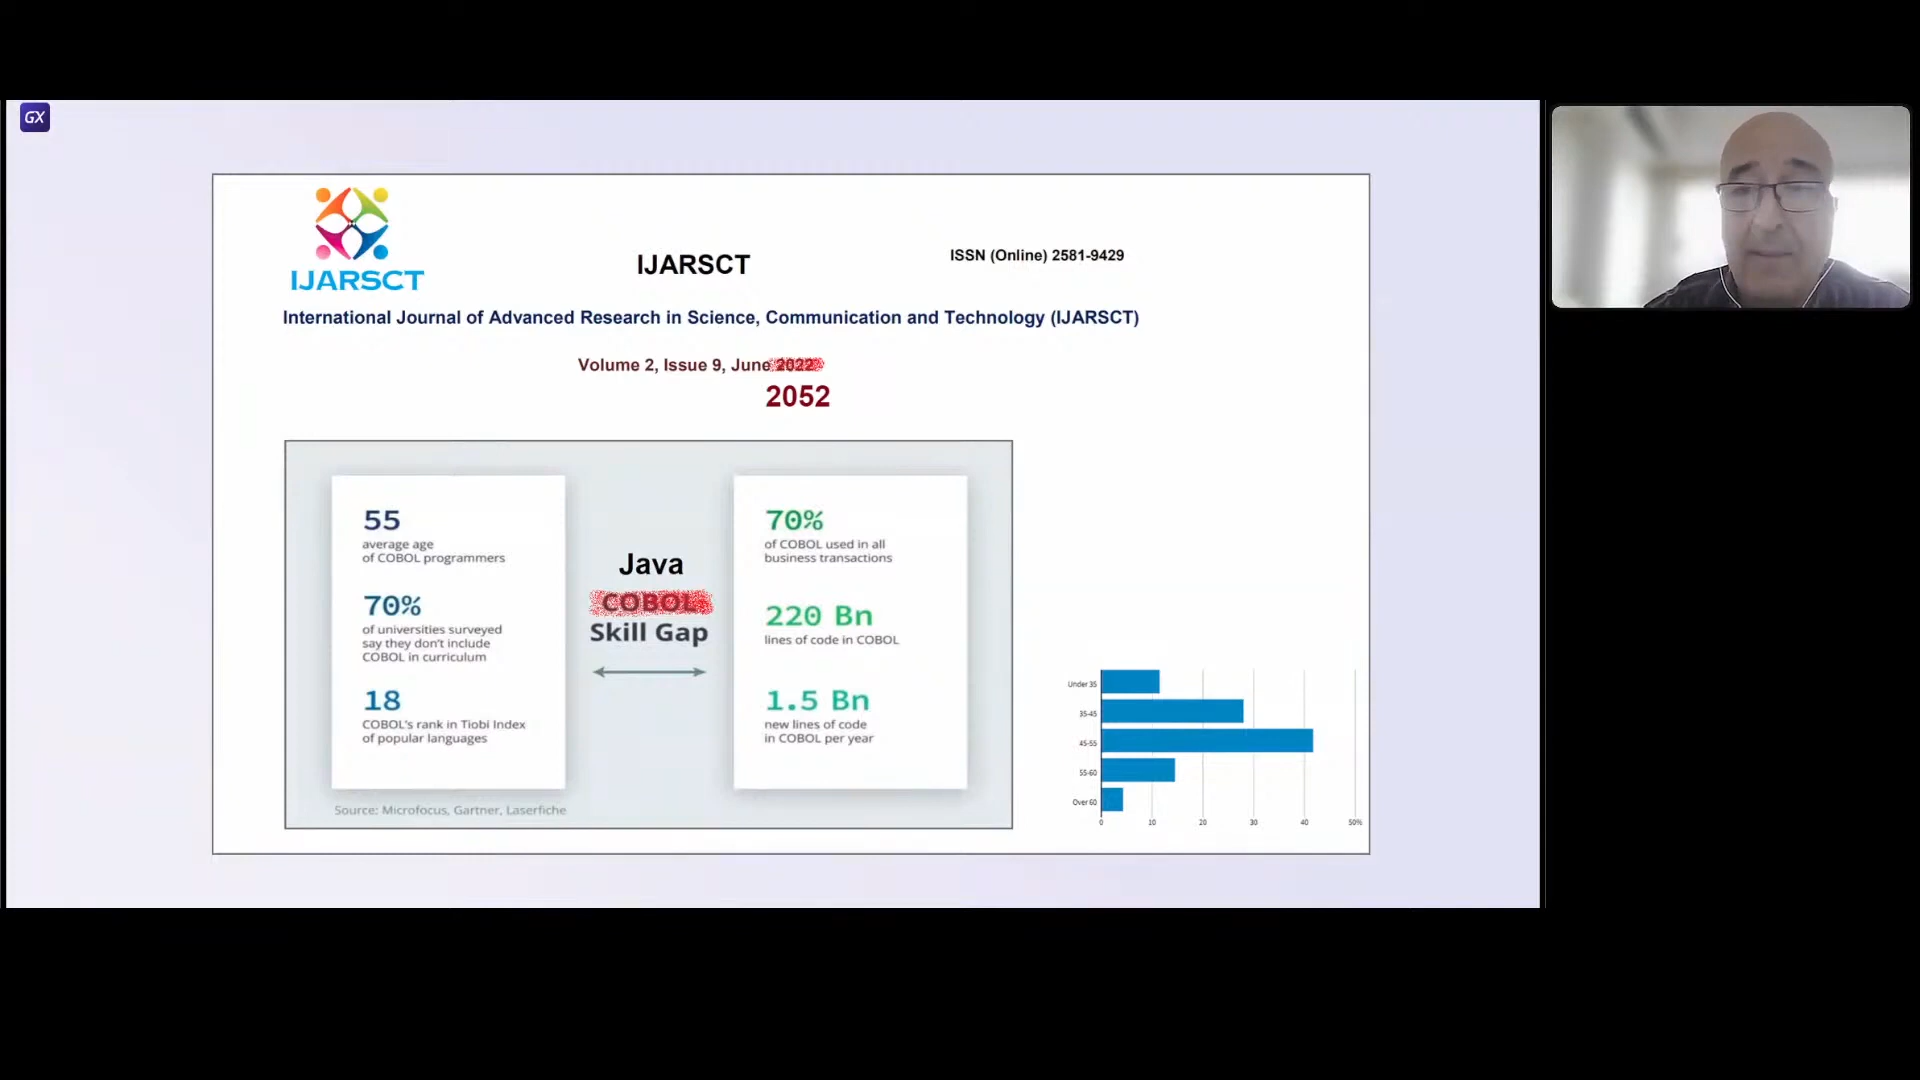 GX
IJARSCT
IJARSCT
ISSN (Online) 2581-9429
International Journal of Advanced Research in Science, Communication and Technology (IJARSCT)
Volume 2, Issue 9, June 2022
2052
55
average age
of COBOL programmers
70%
of universities surveyed
say they don't include
COBOL in curriculum
18
COBOL's rank in Tiobi Index
of popular languages
Source: Microfocus, Gartner, Laserfiche
Java
COBOL
Skill Gap
70%
of COBOL used in all
business transactions
220 Bn
lines of code in COBOL
1.5 Bn
new lines of code
in COBOL per year
Under 35
35-45
45-55
55-60
Over 60
0 10 20 30 40 50%